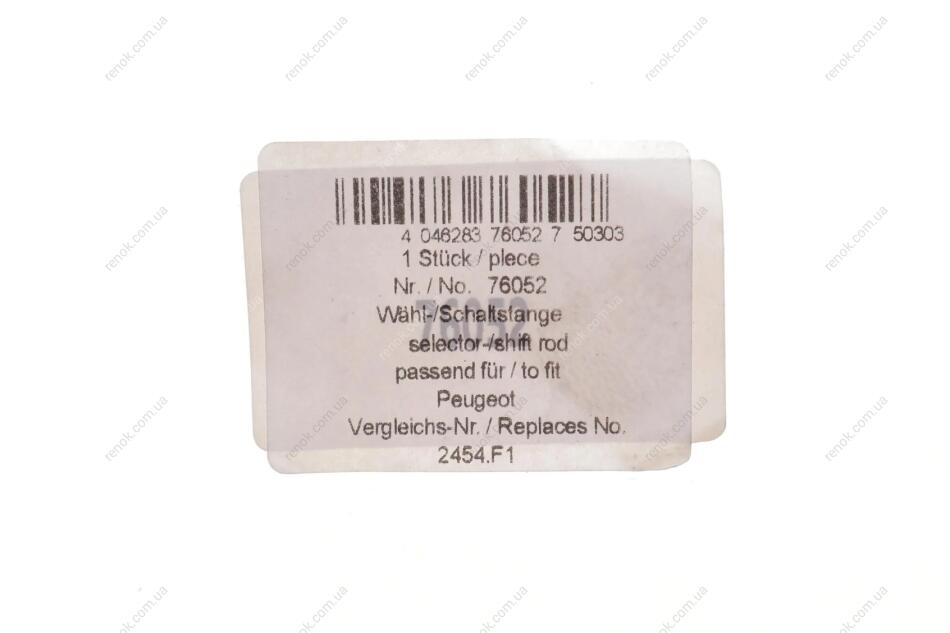 4 046283 76052 7 50303
1 Stück / piece
Nr. / No. 76052
76052
Wähl-/Schaltstange
selector-/shift rod
passend für / to fit
Peugeot
Vergleichs-Nr. / Replaces No.
2454.F1
renok.com.ua